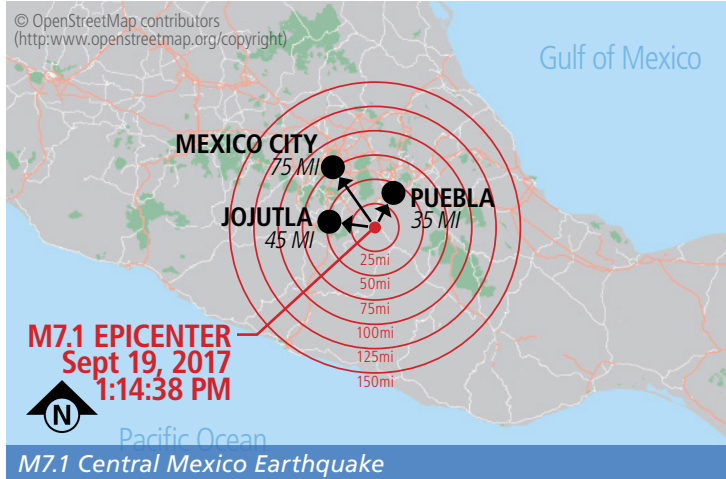 © OpenStreetMap contributors
(http:www.openstreetmap.org/copyright)
Gulf of Mexico
MEXICO CITY
75 MI
PUEBLA
35 MI
JOJUTLA
45 MI
25mi
50mi
75mi
100mi
125mi
150mi
M7.1 EPICENTER
Sept 19, 2017
1:14:38 PM
N
Pacific Ocean
M7.1 Central Mexico Earthquake